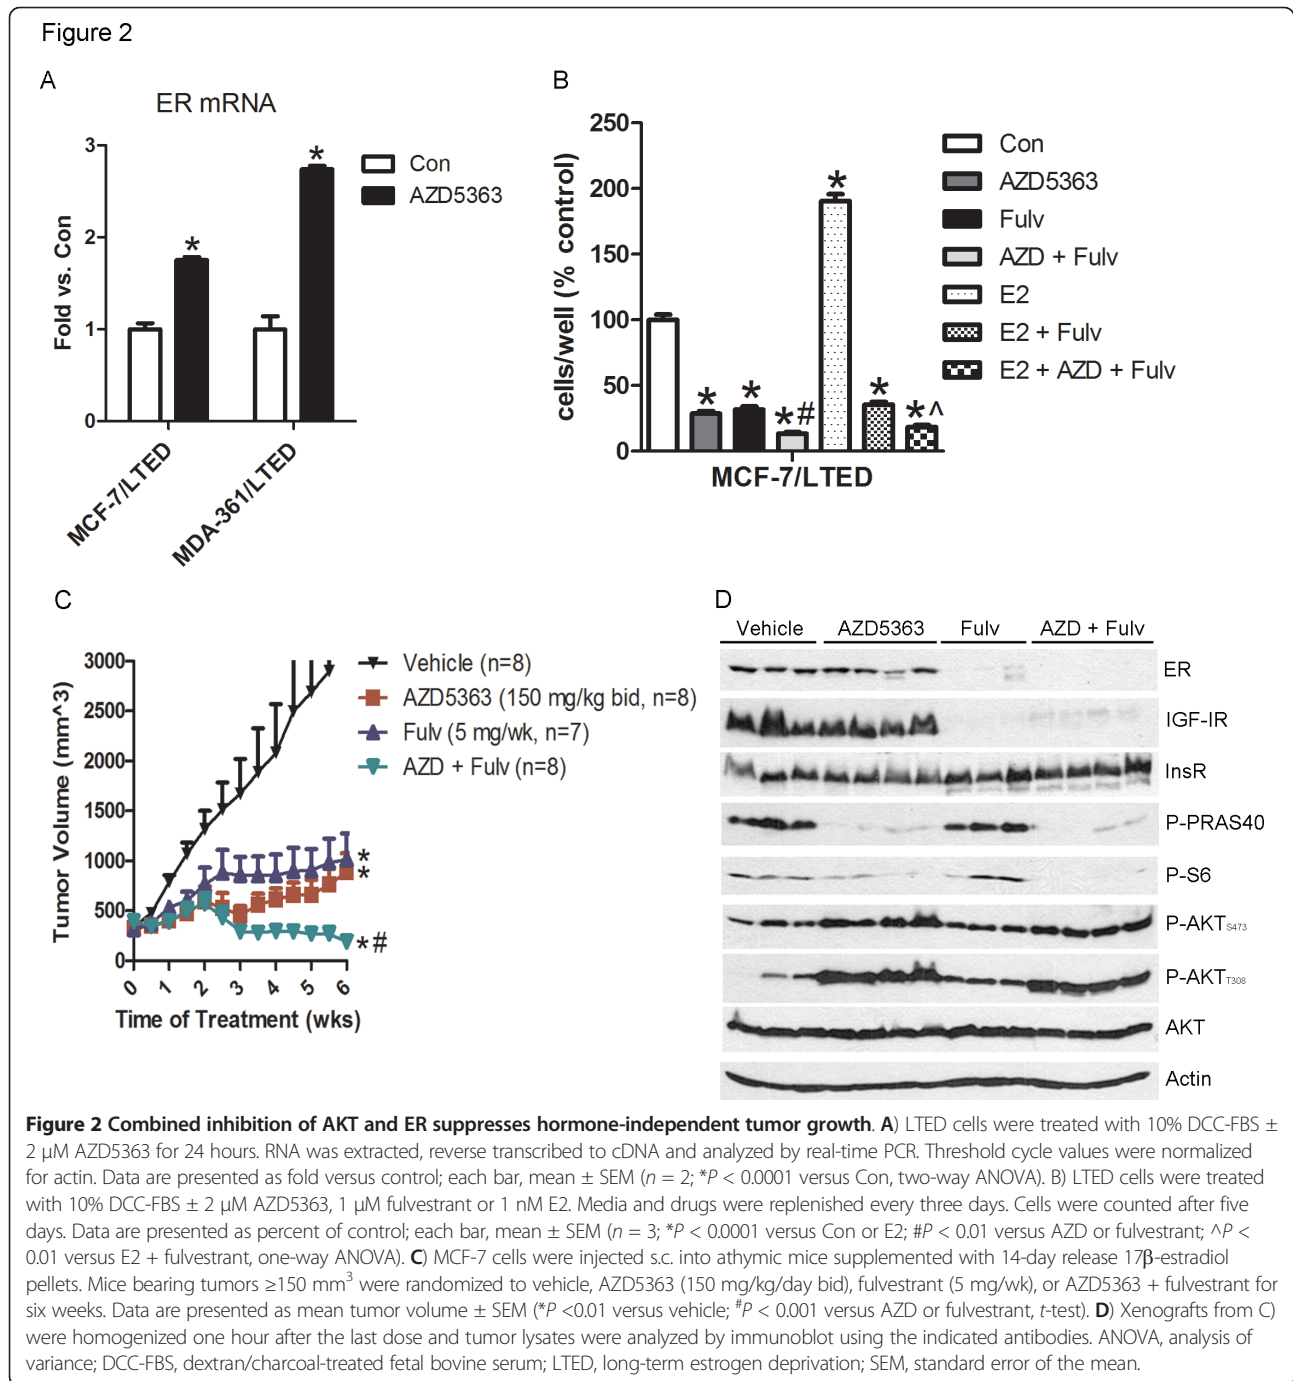 Figure 2
A
ER mRNA
3
2
1
0
Fold vs. Con
*
*
Con
AZD5363
MCF-7/LTED
MDA-361/LTED
B
250
200
150
100
50
0
cells/well (% control)
*
*
*#
*
*
*^
MCF-7/LTED
Con
AZD5363
Fulv
AZD + Fulv
E2
E2 + Fulv
E2 + AZD + Fulv
C
3000
2500
2000
1500
1000
500
0
Tumor Volume (mm^3)
0 1 2 3 4 5 6
Time of Treatment (wks)
Vehicle (n=8)
AZD5363 (150 mg/kg bid, n=8)
Fulv (5 mg/wk, n=7)
AZD + Fulv (n=8)
*
*
*#
D
Vehicle AZD5363 Fulv AZD + Fulv
ER
IGF-IR
InsR
P-PRAS40
P-S6
P-AKTS473
P-AKTT308
AKT
Actin
Figure 2 Combined inhibition of AKT and ER suppresses hormone-independent tumor growth. A) LTED cells were treated with 10% DCC-FBS ±
2 μM AZD5363 for 24 hours. RNA was extracted, reverse transcribed to cDNA and analyzed by real-time PCR. Threshold cycle values were normalized
for actin. Data are presented as fold versus control; each bar, mean ± SEM (n = 2; *P < 0.0001 versus Con, two-way ANOVA). B) LTED cells were treated
with 10% DCC-FBS ± 2 μM AZD5363, 1 μM fulvestrant or 1 nM E2. Media and drugs were replenished every three days. Cells were counted after five
days. Data are presented as percent of control; each bar, mean ± SEM (n = 3; *P < 0.0001 versus Con or E2; #P < 0.01 versus AZD or fulvestrant; ^P <
0.01 versus E2 + fulvestrant, one-way ANOVA). C) MCF-7 cells were injected s.c. into athymic mice supplemented with 14-day release 17β-estradiol
pellets. Mice bearing tumors ≥150 mm³ were randomized to vehicle, AZD5363 (150 mg/kg/day bid), fulvestrant (5 mg/wk), or AZD5363 + fulvestrant for
six weeks. Data are presented as mean tumor volume ± SEM (*P <0.01 versus vehicle; #P < 0.001 versus AZD or fulvestrant, t-test). D) Xenografts from C)
were homogenized one hour after the last dose and tumor lysates were analyzed by immunoblot using the indicated antibodies. ANOVA, analysis of
variance; DCC-FBS, dextran/charcoal-treated fetal bovine serum; LTED, long-term estrogen deprivation; SEM, standard error of the mean.